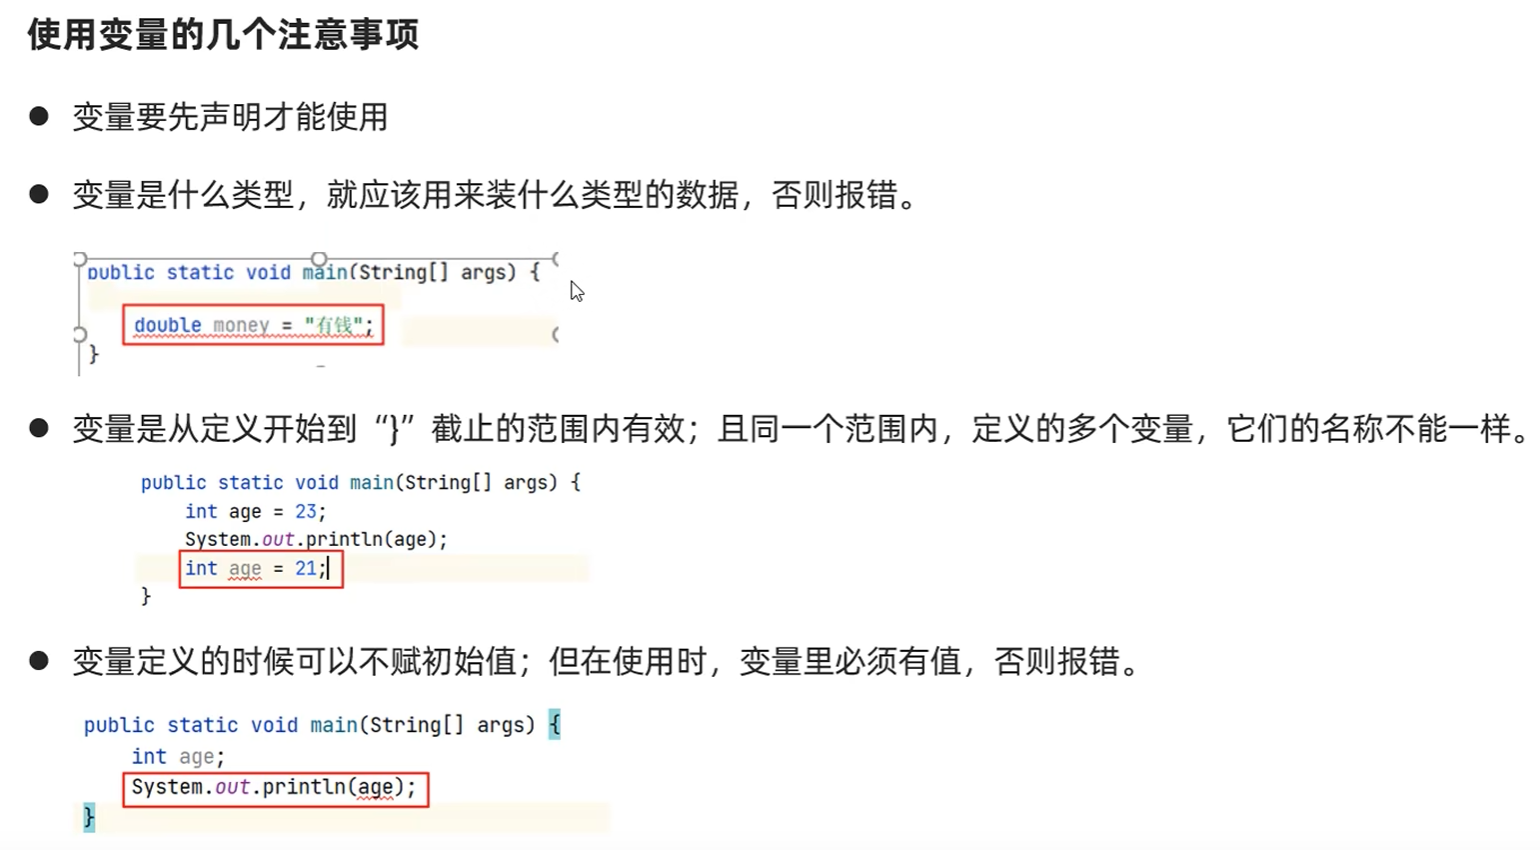 使用变量的几个注意事项
● 变量要先声明才能使用
● 变量是什么类型，就应该用来装什么类型的数据，否则报错。
public static void main(String[] args) {
double money = "有钱";
}
● 变量是从定义开始到“}”截止的范围内有效；且同一个范围内，定义的多个变量，它们的名称不能一样。
public static void main(String[] args) {
int age = 23;
System.out.println(age);
int age = 21;
}
● 变量定义的时候可以不赋初始值；但在使用时，变量里必须有值，否则报错。
public static void main(String[] args) {
int age;
System.out.println(age);
}